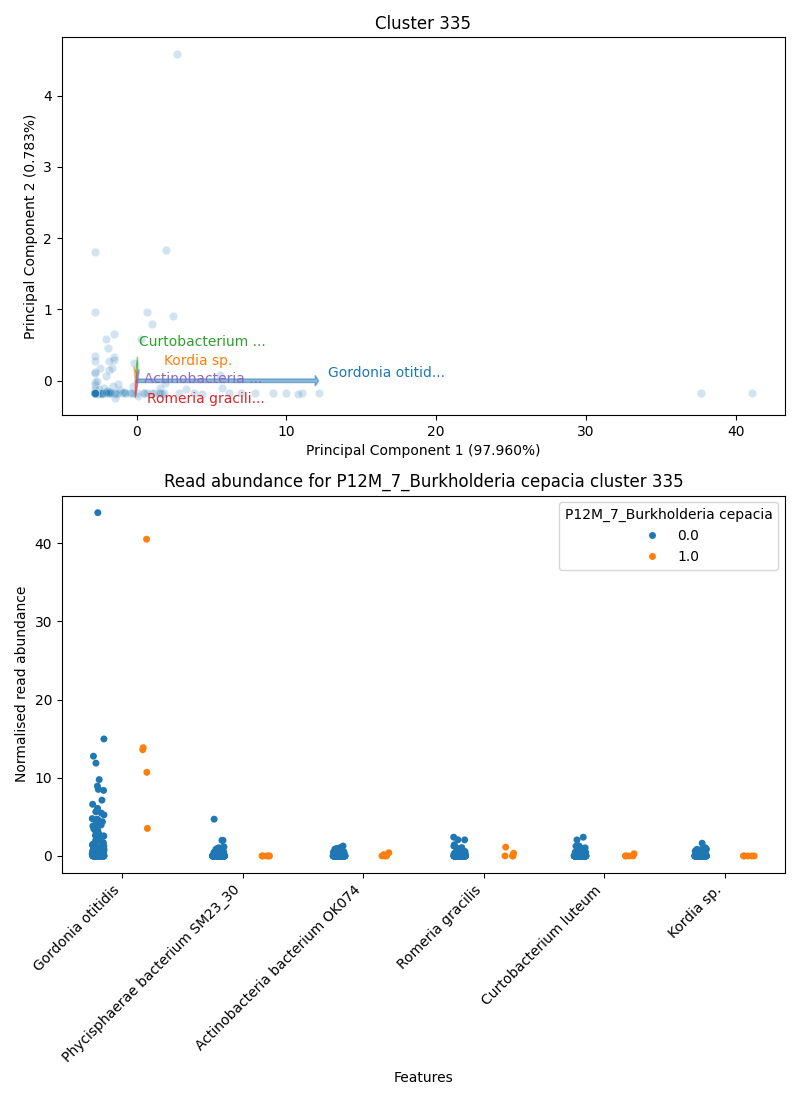 Cluster 335
Principal Component 2 (0.783%)
4
3
2
1
0
Curtobacterium ...
Kordia sp.
Gordonia otitid...
Actinobacteria ...
Romeria gracili...
0
10
20
30
40
Principal Component 1 (97.960%)
Read abundance for P12M_7_Burkholderia cepacia cluster 335
P12M_7_Burkholderia cepacia
0.0
1.0
Normalised read abundance
40
30
20
10
0
Gordonia otitidis
Phycisphaerae bacterium SM23_30
Actinobacteria bacterium OK074
Romeria gracilis
Curtobacterium luteum
Kordia sp.
Features